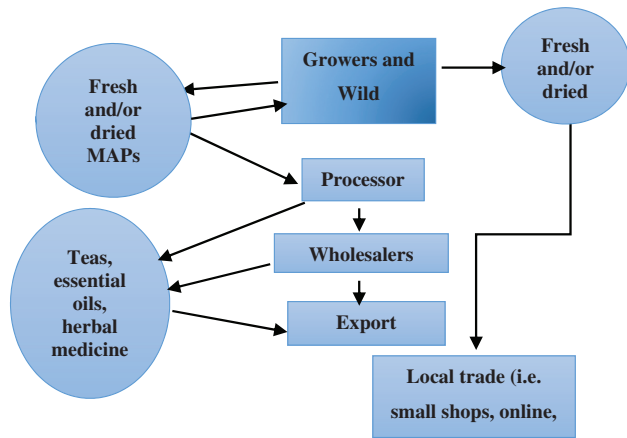 Fresh
and/or
dried
MAPs
Growers and
Wild
Fresh
and/or
dried
Processor
Wholesalers
Export
Teas,
essential
oils,
herbal
medicine
Local trade (i.e.
small shops, online,